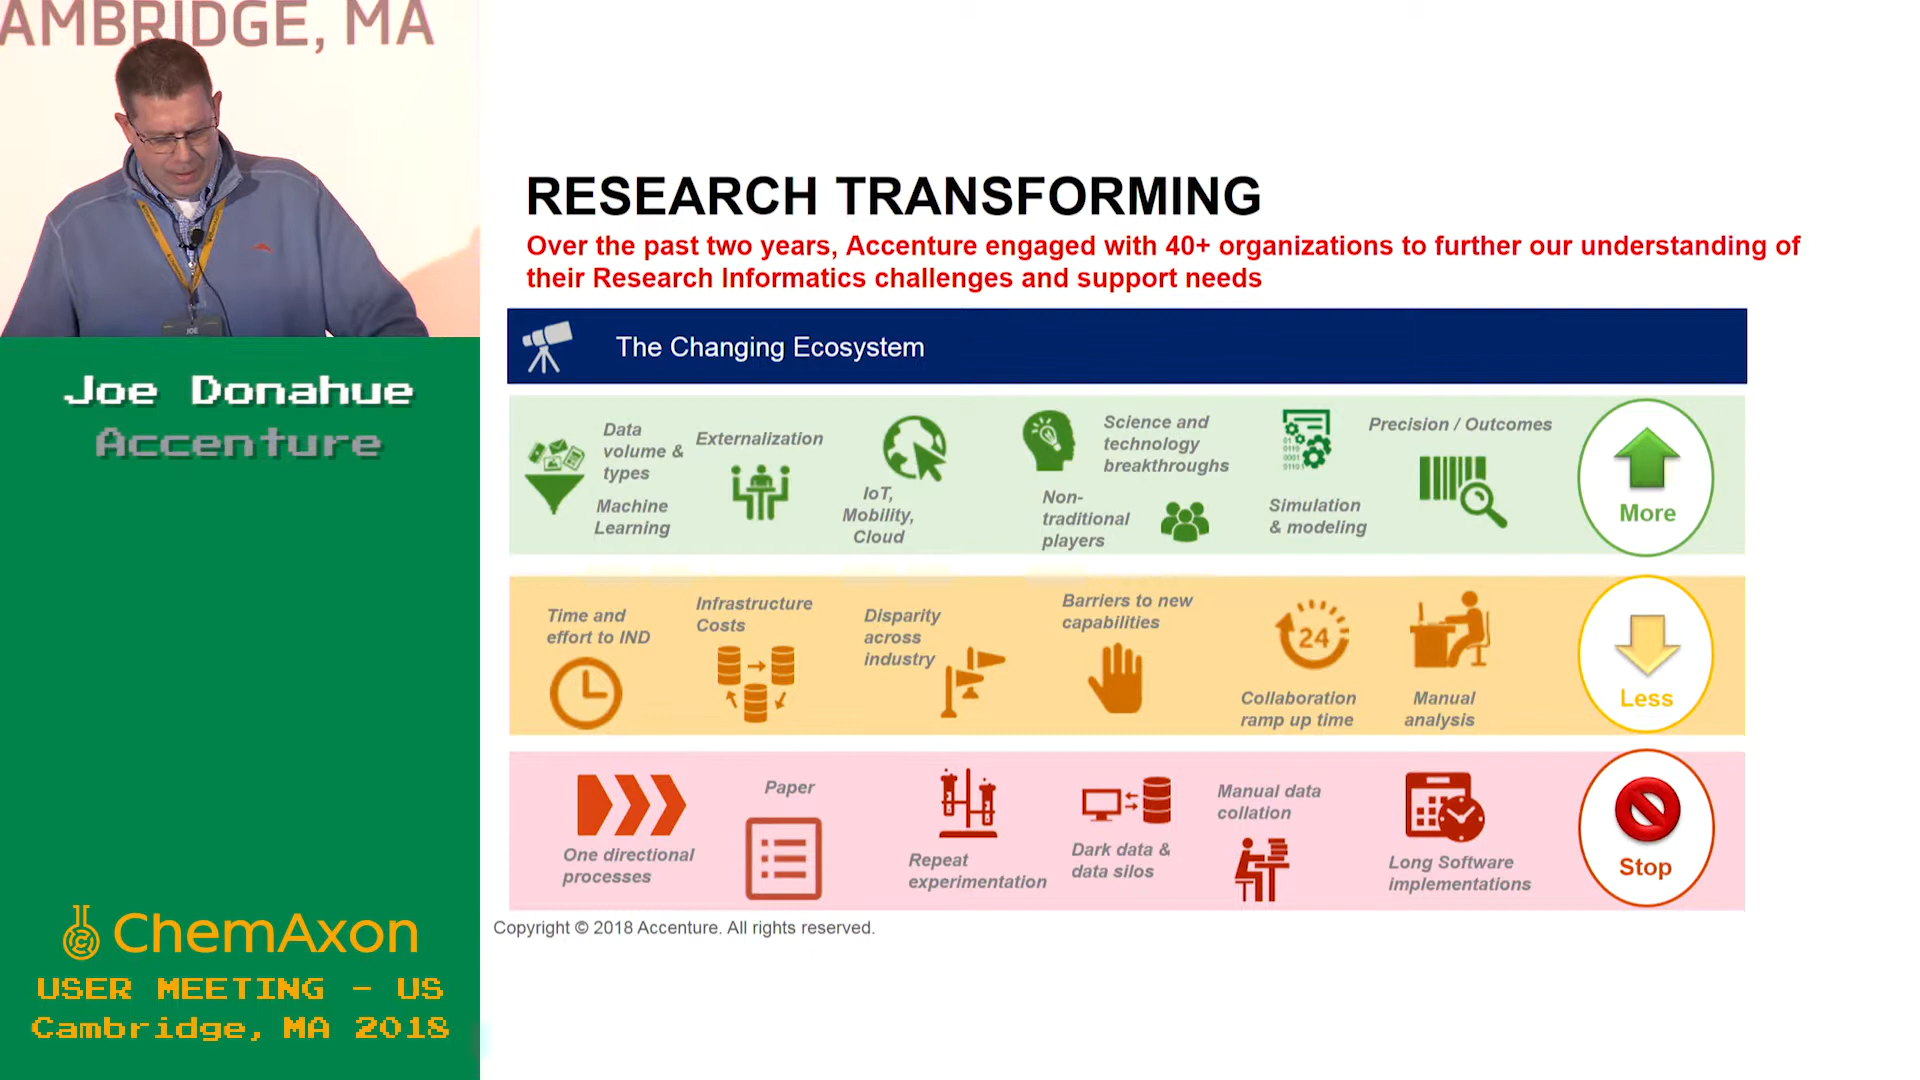 AMBRIDGE, MA
JOE
Joe Donahue
Accenture
ChemAxon
USER MEETING - US
Cambridge, MA 2018
RESEARCH TRANSFORMING
Over the past two years, Accenture engaged with 40+ organizations to further our understanding of
their Research Informatics challenges and support needs
The Changing Ecosystem
Data
volume &
types
Machine
Learning
Externalization
IoT,
Mobility,
Cloud
Science and
technology
breakthroughs
Non-
traditional
players
Simulation
& modeling
Precision / Outcomes
More
Time and
effort to IND
Infrastructure
Costs
Disparity
across
industry
Barriers to new
capabilities
24
Collaboration
ramp up time
Manual
analysis
Less
One directional
processes
Paper
Repeat
experimentation
Dark data &
data silos
Manual data
collation
Long Software
implementations
Stop
Copyright © 2018 Accenture. All rights reserved.